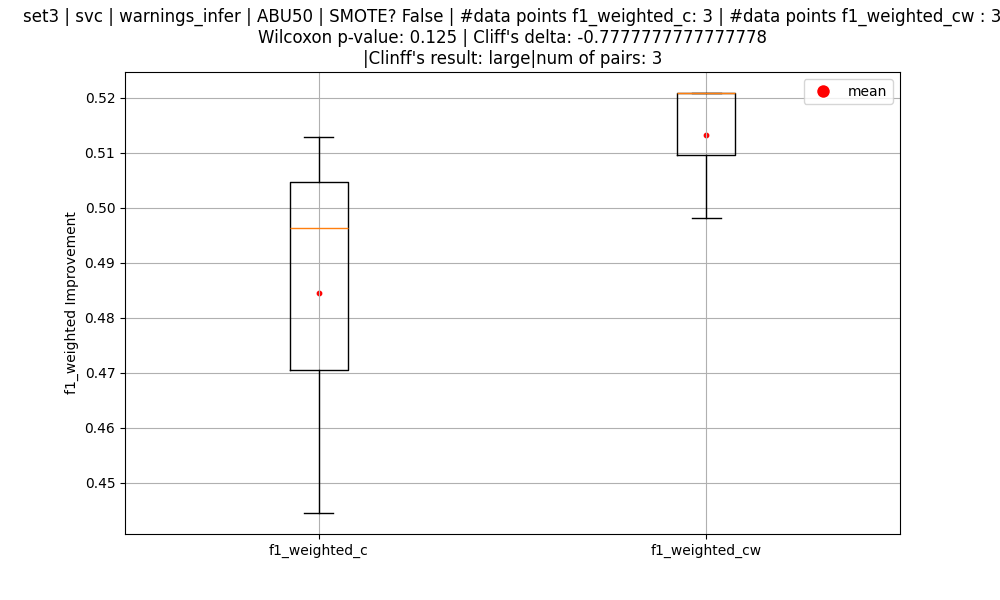 set3 | svc | warnings_infer | ABU50 | SMOTE? False | #data points f1_weighted_c: 3 | #data points f1_weighted_cw : 3
Wilcoxon p-value: 0.125 | Cliff's delta: -0.7777777777777778
|Clinff's result: large|num of pairs: 3
mean
0.52
0.51
0.50
0.49
0.48
0.47
0.46
0.45
f1_weighted Improvement
f1_weighted_c
f1_weighted_cw